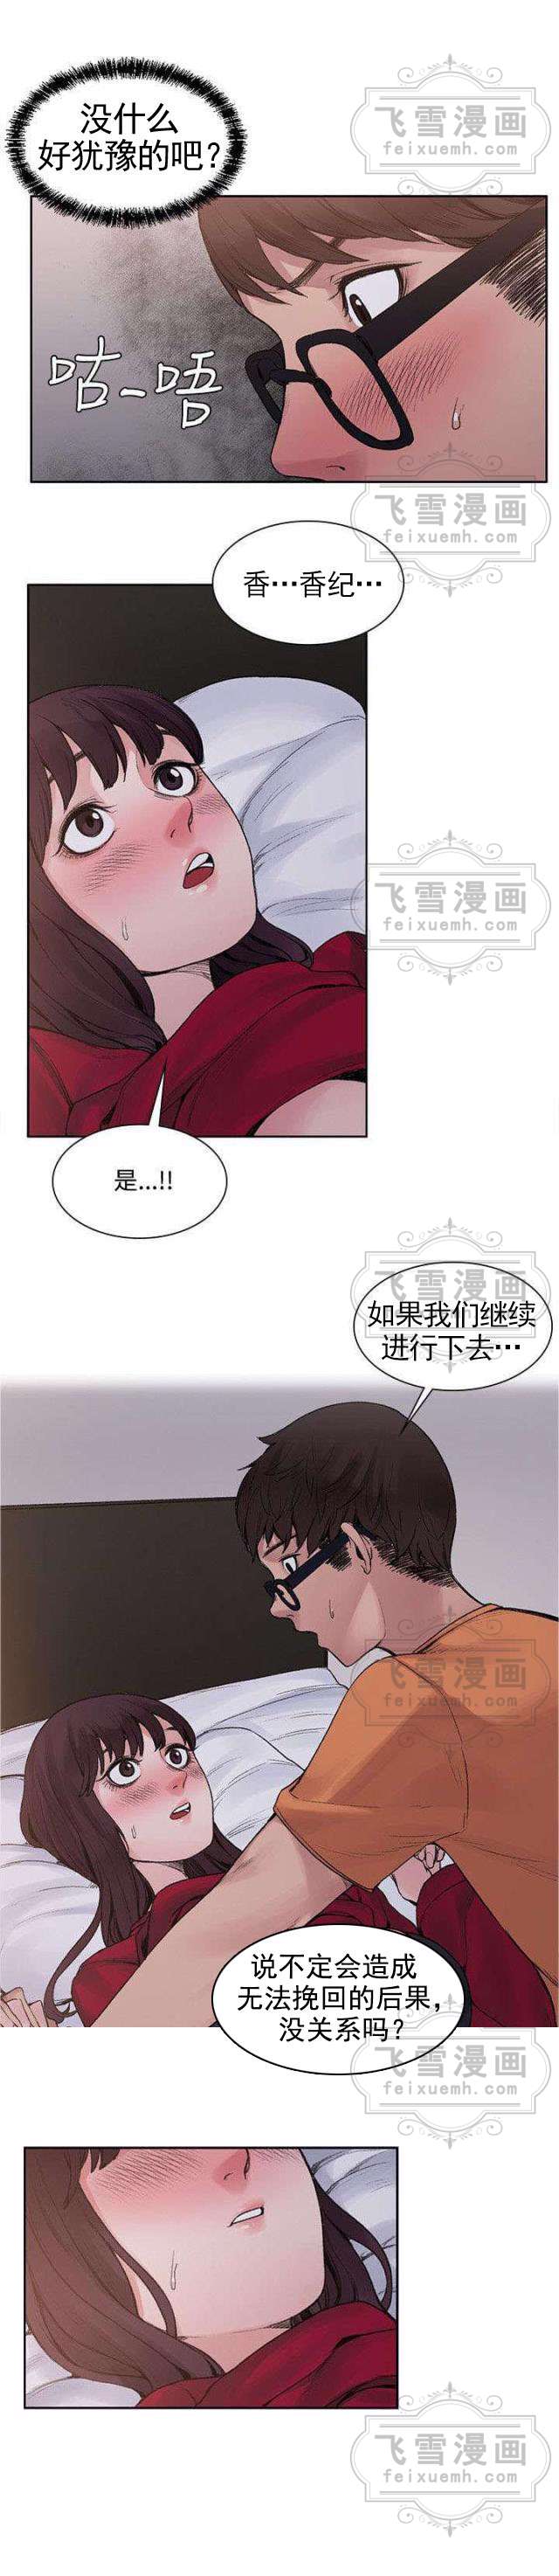 飞雪漫画
feixuemh.com
没什么
好犹豫的吧？
咕-唔
飞雪漫画
feixuemh.com
香…香纪…
飞雪漫画
feixuemh.com
是...!!
飞雪漫画
如果我们继续
进行下去…
飞雪漫画
feixuemh.com
说不定会造成
无法挽回的后果，
没关系吗？
飞雪漫画
feixuemh.com
飞雪漫画
feixuemh.com